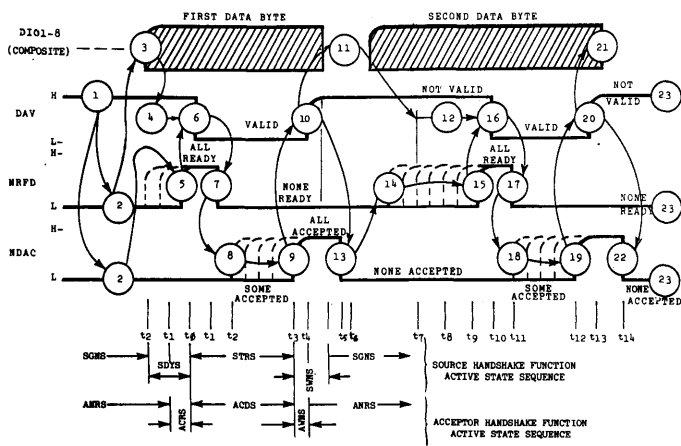 FIRST DATA BYTE
SECOND DATA BYTE
DIO1-8
(COMPOSITE)
3
11
21
H
1
NOT VALID
NOT
VALID
23
DAV
4
6
10
12
16
20
VALID
VALID
L-
H-
ALL
READY
ALL
READY
NRFD
5
7
NONE
READY
14
15
17
NONE
READY
L
2
23
H-
ALL
ACCEPTED
NDAC
8
9
13
18
19
22
L
2
SOME
ACCEPTED
NONE ACCEPTED
SOME
ACCEPTED
NONE
ACCEPTED
23
t2 t1 t0 t1 t2 t3 t4 t5 t6 t7 t8 t9 t10 t11 t12 t13 t14
SGNS
SDYS
STRS
SWNS
SGNS
SOURCE HANDSHAKE FUNCTION
ACTIVE STATE SEQUENCE
ANRS
ACRS
ACDS
AWNS
ANRS
ACCEPTOR HANDSHAKE FUNCTION
ACTIVE STATE SEQUENCE